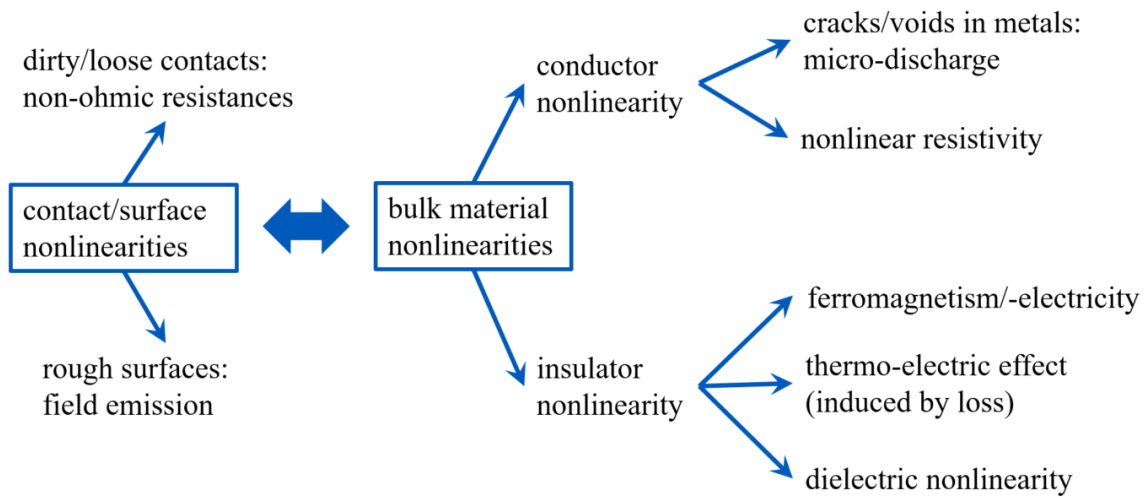 dirty/loose contacts:
non-ohmic resistances
contact/surface
nonlinearities
rough surfaces:
field emission
bulk material
nonlinearities
conductor
nonlinearity
cracks/voids in metals:
micro-discharge
nonlinear resistivity
insulator
nonlinearity
ferromagnetism/-electricity
thermo-electric effect
(induced by loss)
dielectric nonlinearity